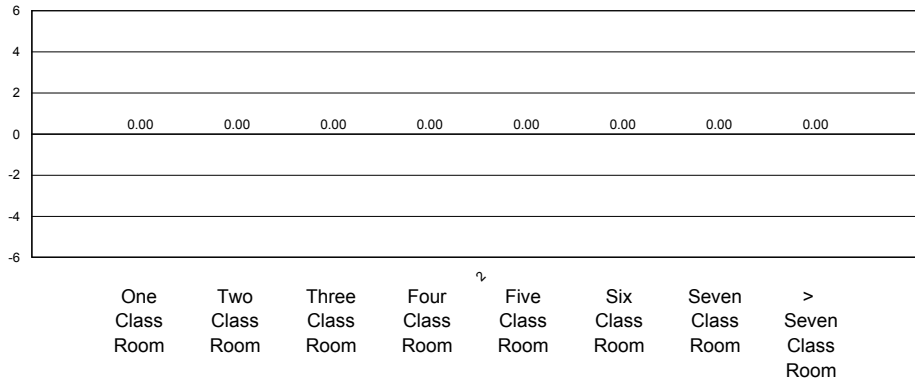 6
4
2
0.00 0.00 0.00 0.00 0.00 0.00 0.00 0.00
0
-2
-4
-6
2
One Two Three Four Five Six Seven >
Class Class Class Class Class Class Class Seven
Room Room Room Room Room Room Room Class
Room